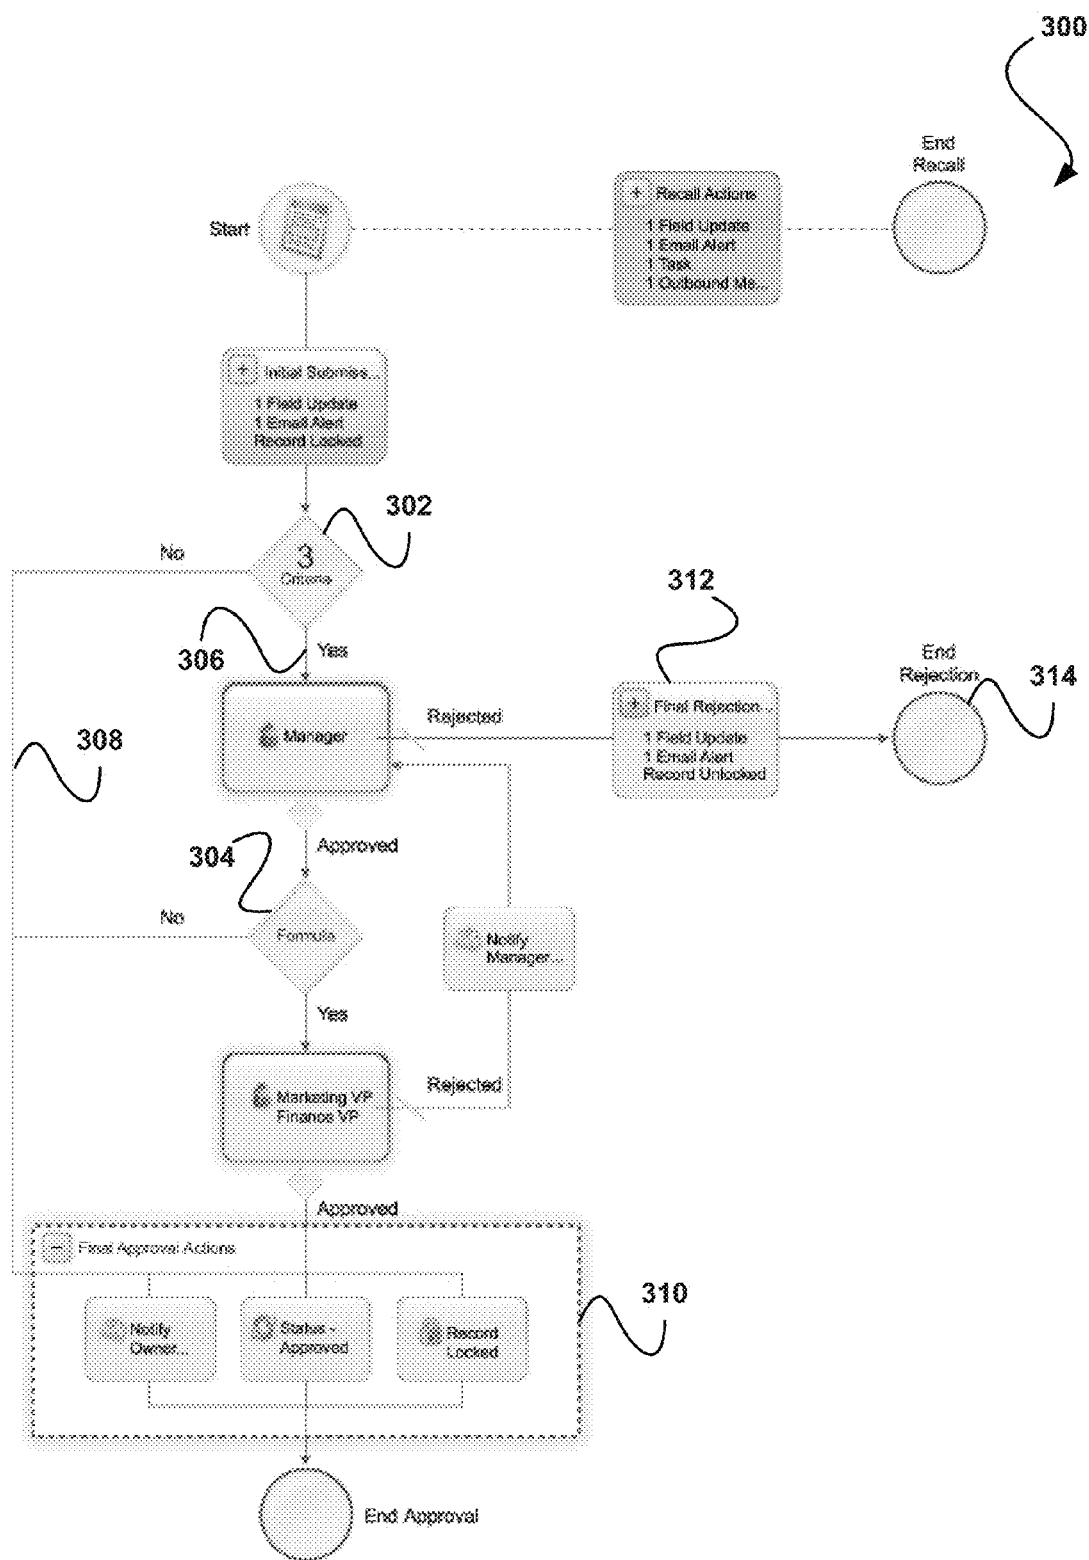 300
End
Recall
Start
+ Recall Actions
1 Field Update
1 Email Alert
1 Task
1 Outbound Me...
+ Initial Submiss...
1 Field Update
1 Email Alert
Record Locked
302
No
3
Criteria
312
306
Yes
End
Rejection
314
Rejected
+ Final Rejection...
308
Manager
1 Field Update
1 Email Alert
Record Unlocked
304
Approved
No
Formula
Notify
Manager...
Yes
Rejected
Marketing VP
Finance VP
Approved
- Final Approval Actions
310
Notify
Owner...
Status -
Approved
Record
Locked
End Approval